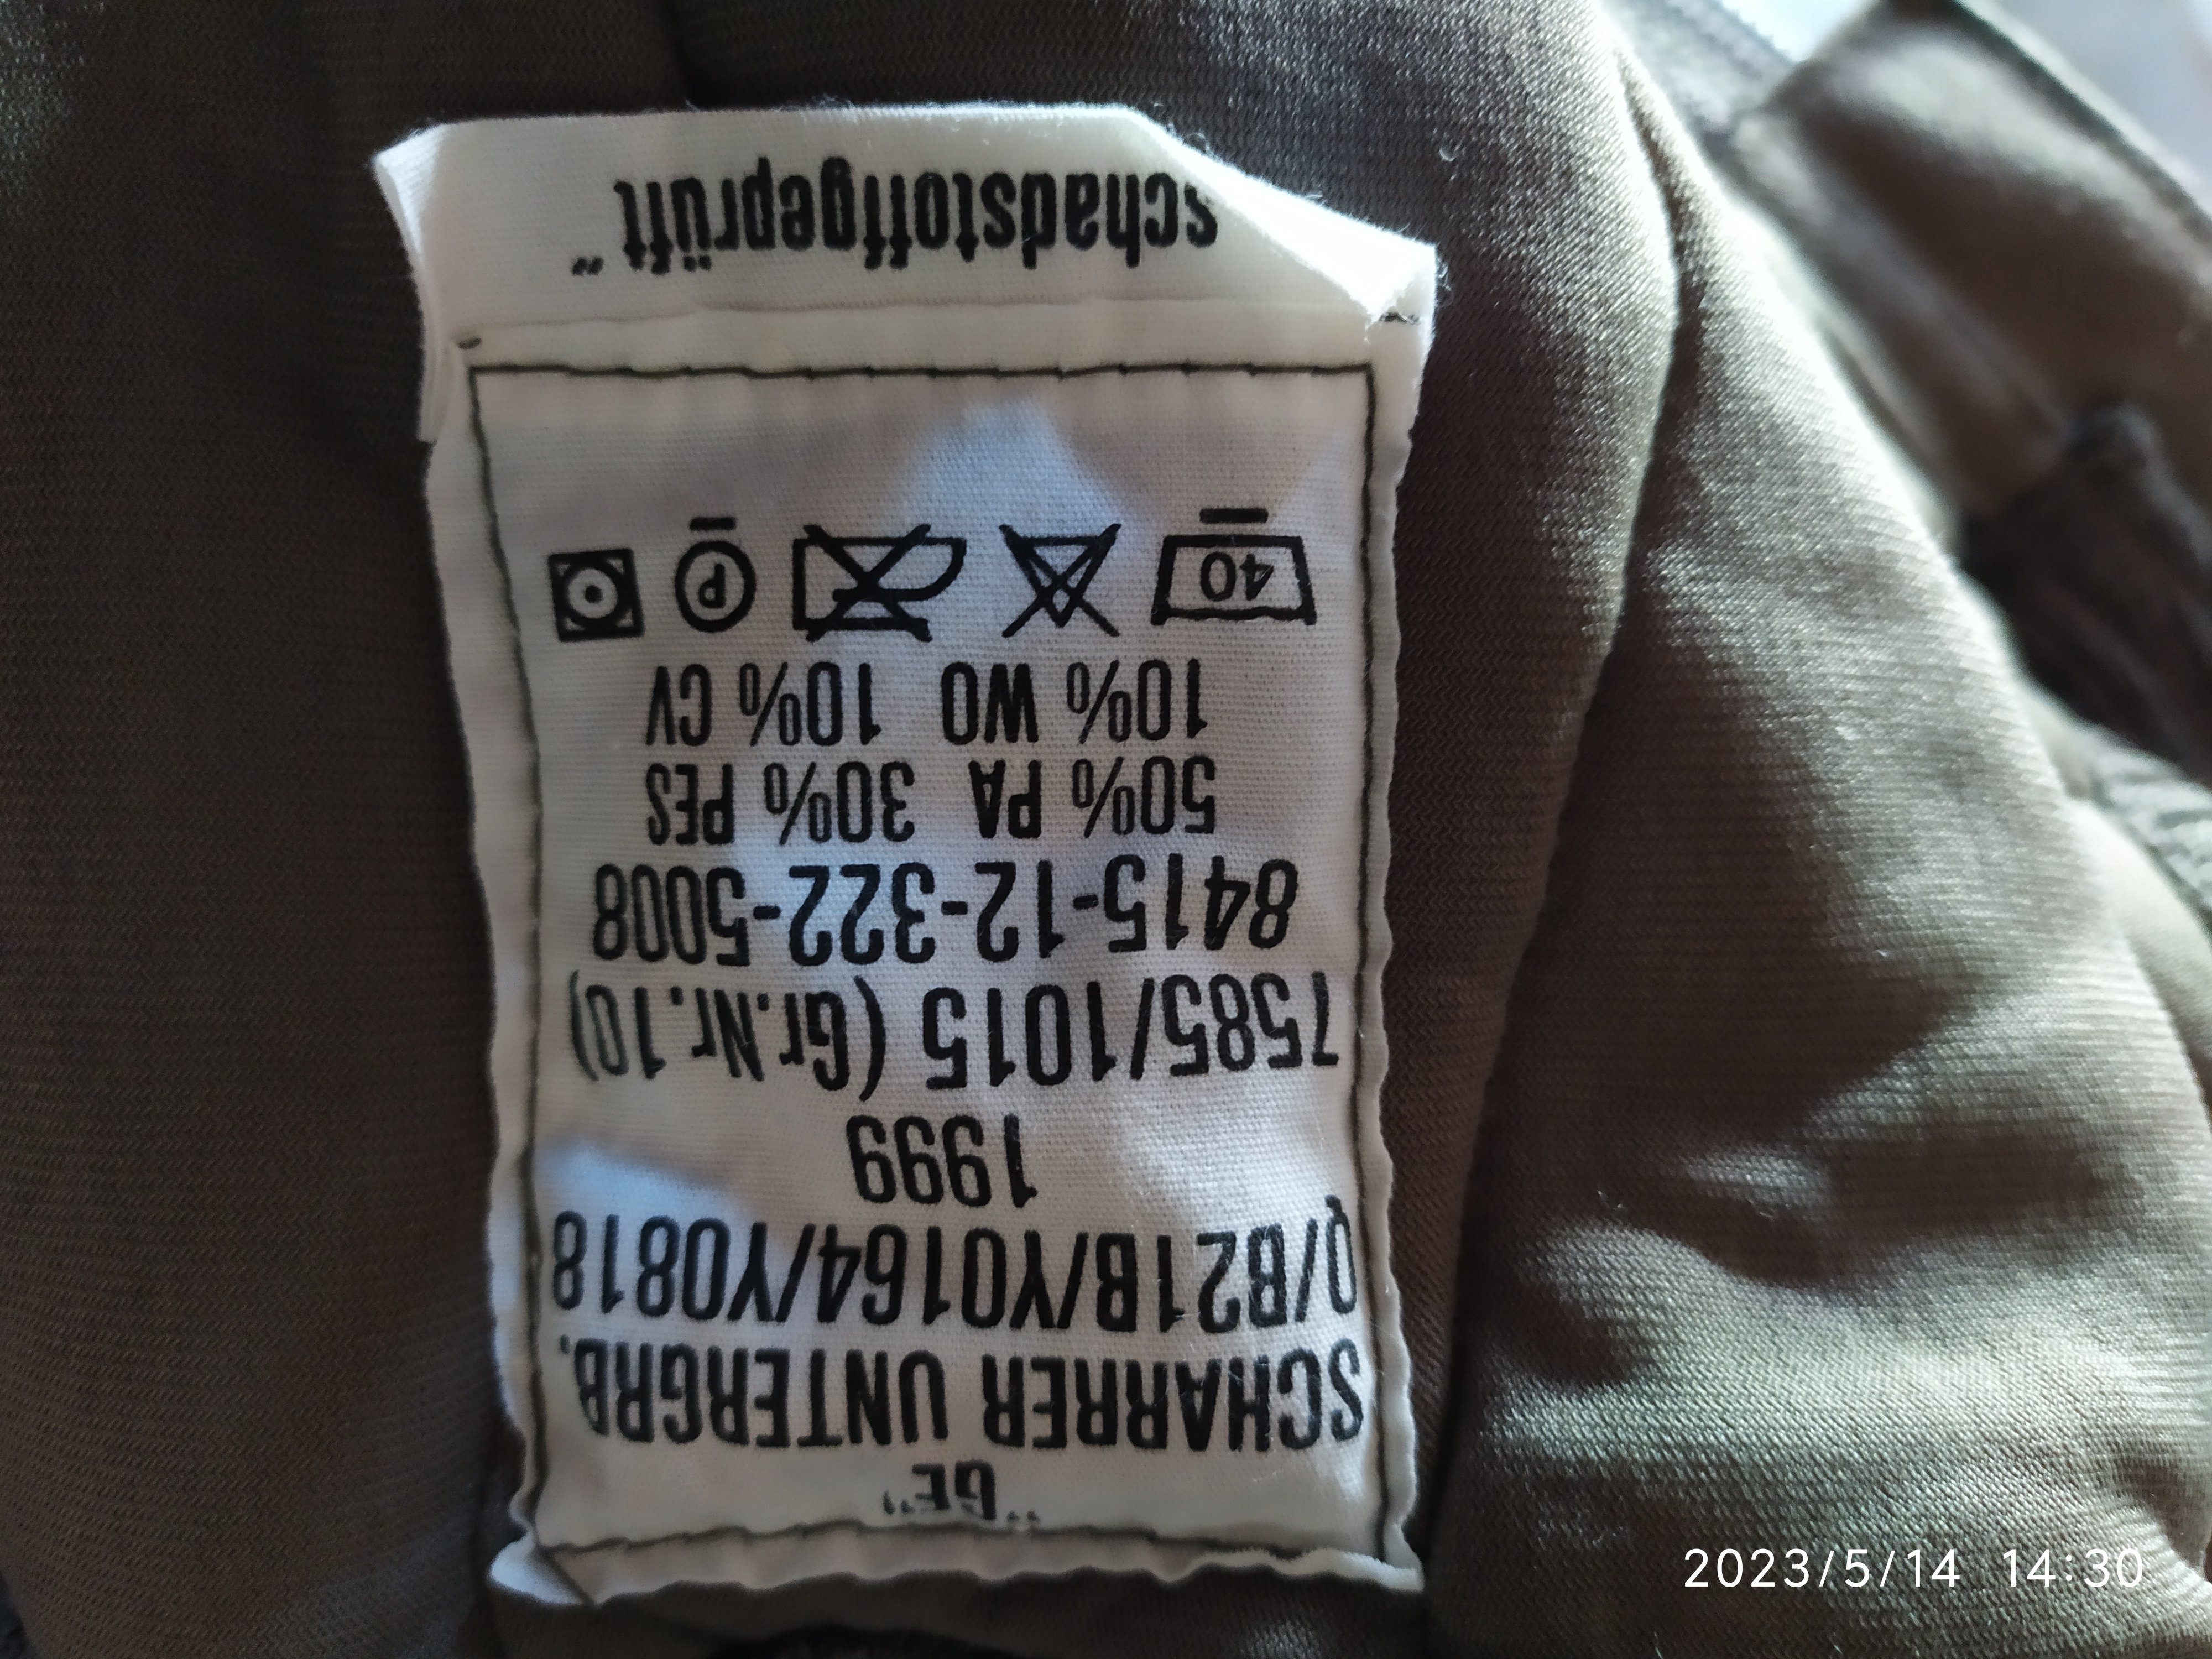 "GE"
SCHARRER UNTERGRB.
Q/B21B/Y0164/Y0818
1999
7585/1015 (Gr.Nr.10)
8415-12-322-5008
50% PA 30% PES
10% WO 10% CV
40 P
schadstoffgeprüft"
2023/5/14 14:30